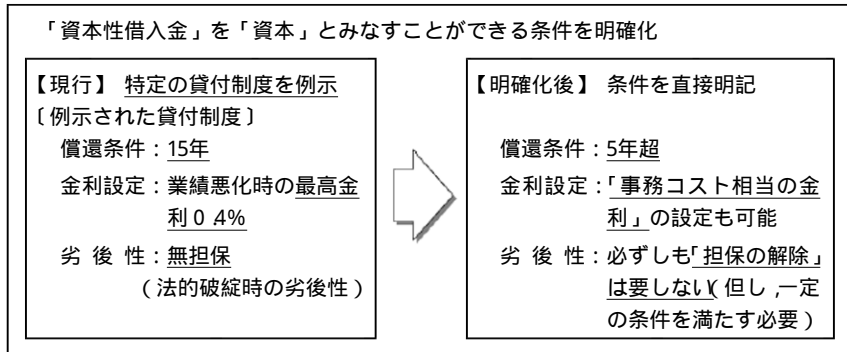 「資本性借入金」を「資本」とみなすことができる条件を明確化
【現行】 特定の貸付制度を例示
〔例示された貸付制度〕
償還条件：15年
金利設定：業績悪化時の最高金
利0 4%
劣 後 性：無担保
（法的破綻時の劣後性）
【明確化後】 条件を直接明記
償還条件：5年超
金利設定：「事務コスト相当の金
利」の設定も可能
劣 後 性：必ずしも「担保の解除」
は要しない（但し，一定
の条件を満たす必要）